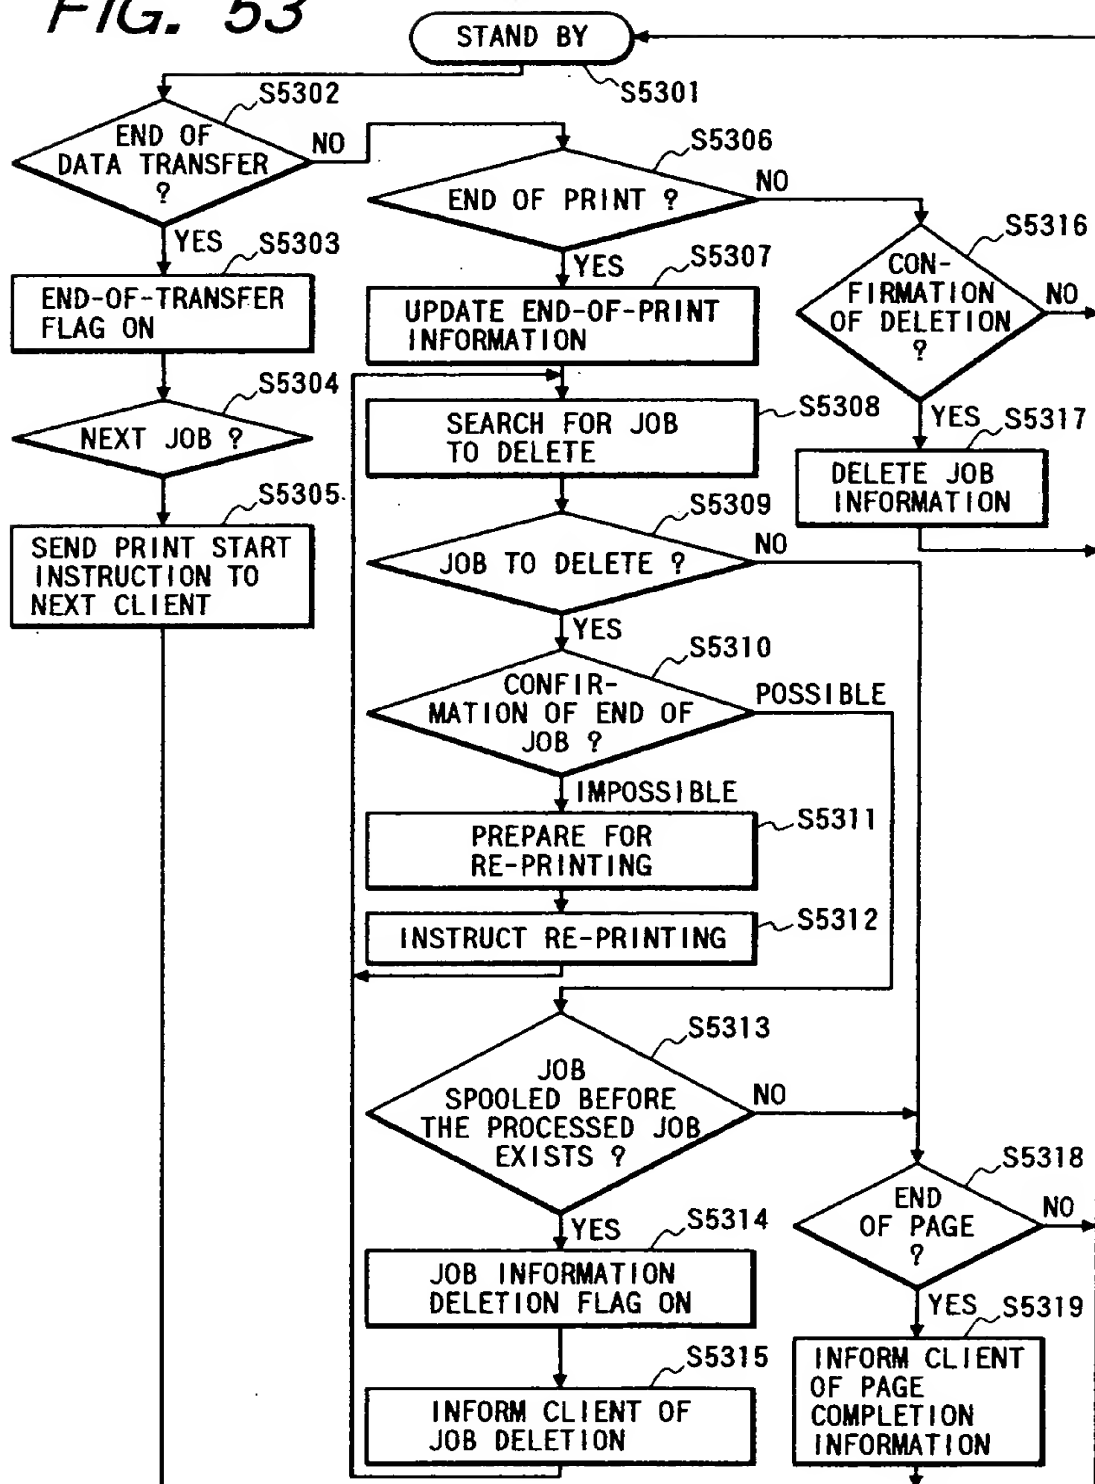 FIG. 53
STAND BY
S5301
S5302
END OF
DATA TRANSFER
?
NO
YES
S5303
END-OF-TRANSFER
FLAG ON
S5304
NEXT JOB ?
S5305
SEND PRINT START
INSTRUCTION TO
NEXT CLIENT
S5306
END OF PRINT ?
NO
YES
S5307
UPDATE END-OF-PRINT
INFORMATION
S5308
SEARCH FOR JOB
TO DELETE
S5309
JOB TO DELETE ?
NO
YES
S5310
CONFIR-
MATION OF END OF
JOB ?
POSSIBLE
IMPOSSIBLE
S5311
PREPARE FOR
RE-PRINTING
S5312
INSTRUCT RE-PRINTING
S5313
JOB
SPOOLED BEFORE
THE PROCESSED JOB
EXISTS ?
NO
YES
S5314
JOB INFORMATION
DELETION FLAG ON
S5315
INFORM CLIENT OF
JOB DELETION
S5316
CON-
FIRMATION
OF DELETION
?
NO
YES
S5317
DELETE JOB
INFORMATION
S5318
END
OF PAGE
?
NO
YES
S5319
INFORM CLIENT
OF PAGE
COMPLETION
INFORMATION